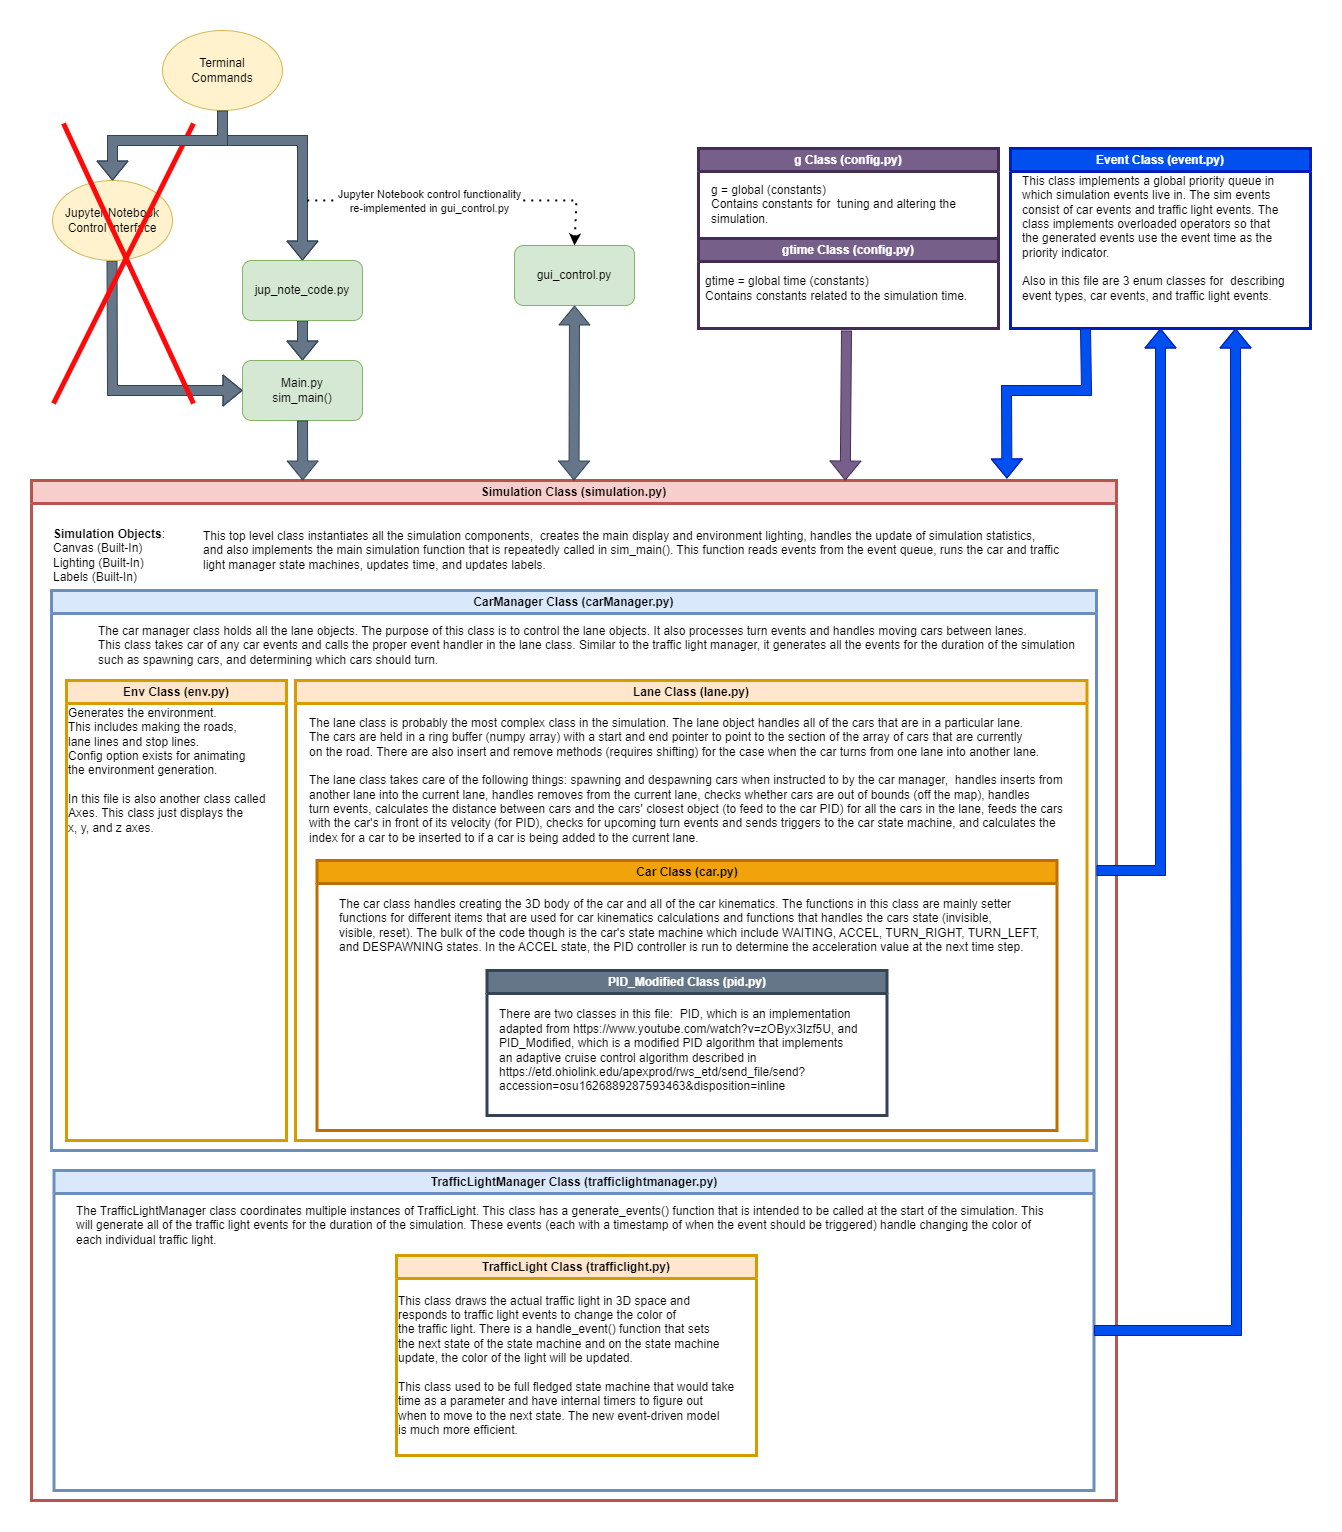 Terminal
Commands
Jupyter Notebook
Control Interface
Jupyter Notebook control functionality
re-implemented in gui_control.py
jup_note_code.py
gui_control.py
Main.py
sim_main()
g Class (config.py)
g = global (constants)
Contains constants for  tuning and altering the
simulation.
gtime Class (config.py)
gtime = global time (constants)
Contains constants related to the simulation time.
Event Class (event.py)
This class implements a global priority queue in
which simulation events live in. The sim events
consist of car events and traffic light events. The
class implements overloaded operators so that
the generated events use the event time as the
priority indicator.
Also in this file are 3 enum classes for  describing
event types, car events, and traffic light events.
Simulation Class (simulation.py)
Simulation Objects:
Canvas (Built-In)
Lighting (Built-In)
Labels (Built-In)
This top level class instantiates all the simulation components,  creates the main display and environment lighting, handles the update of simulation statistics,
and also implements the main simulation function that is repeatedly called in sim_main(). This function reads events from the event queue, runs the car and traffic
light manager state machines, updates time, and updates labels.
CarManager Class (carManager.py)
The car manager class holds all the lane objects. The purpose of this class is to control the lane objects. It also processes turn events and handles moving cars between lanes.
This class takes car of any car events and calls the proper event handler in the lane class. Similar to the traffic light manager, it generates all the events for the duration of the simulation
such as spawning cars, and determining which cars should turn.
Env Class (env.py)
Generates the environment.
This includes making the roads,
lane lines and stop lines.
Config option exists for animating
the environment generation.
In this file is also another class called
Axes. This class just displays the
x, y, and z axes.
Lane Class (lane.py)
The lane class is probably the most complex class in the simulation. The lane object handles all of the cars that are in a particular lane.
The cars are held in a ring buffer (numpy array) with a start and end pointer to point to the section of the array of cars that are currently
on the road. There are also insert and remove methods (requires shifting) for the case when the car turns from one lane into another lane.
The lane class takes care of the following things: spawning and despawning cars when instructed to by the car manager,  handles inserts from
another lane into the current lane, handles removes from the current lane, checks whether cars are out of bounds (off the map), handles
turn events, calculates the distance between cars and the cars' closest object (to feed to the car PID) for all the cars in the lane, feeds the cars
with the car's in front of its velocity (for PID), checks for upcoming turn events and sends triggers to the car state machine, and calculates the
index for a car to be inserted to if a car is being added to the current lane.
Car Class (car.py)
The car class handles creating the 3D body of the car and all of the car kinematics. The functions in this class are mainly setter
functions for different items that are used for car kinematics calculations and functions that handles the cars state (invisible,
visible, reset). The bulk of the code though is the car's state machine which include WAITING, ACCEL, TURN_RIGHT, TURN_LEFT,
and DESPAWNING states. In the ACCEL state, the PID controller is run to determine the acceleration value at the next time step.
PID_Modified Class (pid.py)
There are two classes in this file:  PID, which is an implementation
adapted from https://www.youtube.com/watch?v=zOByx3Izf5U, and
PID_Modified, which is a modified PID algorithm that implements
an adaptive cruise control algorithm described in
https://etd.ohiolink.edu/apexprod/rws_etd/send_file/send?
accession=osu1626889287593463&disposition=inline
TrafficLightManager Class (trafficlightmanager.py)
The TrafficLightManager class coordinates multiple instances of TrafficLight. This class has a generate_events() function that is intended to be called at the start of the simulation. This
will generate all of the traffic light events for the duration of the simulation. These events (each with a timestamp of when the event should be triggered) handle changing the color of
each individual traffic light.
TrafficLight Class (trafficlight.py)
This class draws the actual traffic light in 3D space and
responds to traffic light events to change the color of
the traffic light. There is a handle_event() function that sets
the next state of the state machine and on the state machine
update, the color of the light will be updated.
This class used to be full fledged state machine that would take
time as a parameter and have internal timers to figure out
when to move to the next state. The new event-driven model
is much more efficient.